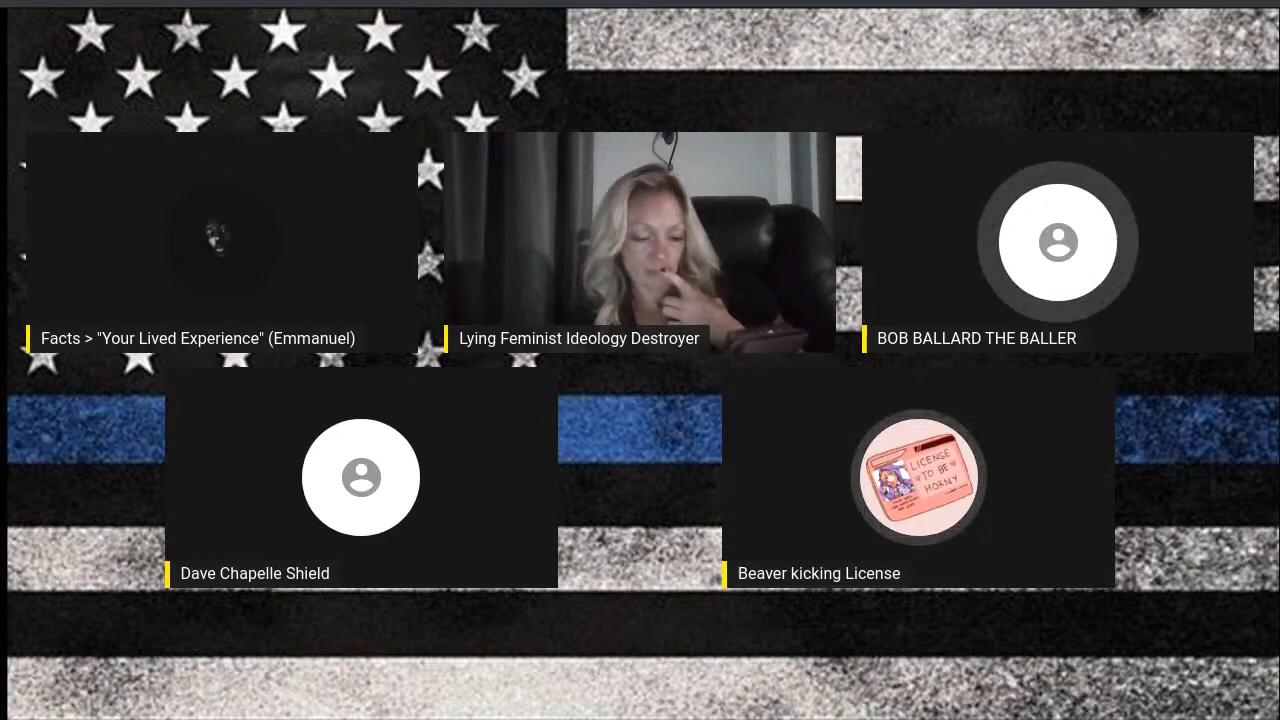 Facts > "Your Lived Experience" (Emmanuel)
Lying Feminist Ideology Destroyer
BOB BALLARD THE BALLER
Dave Chapelle Shield
LICENSE
TO BE
HORNY
Beaver kicking License